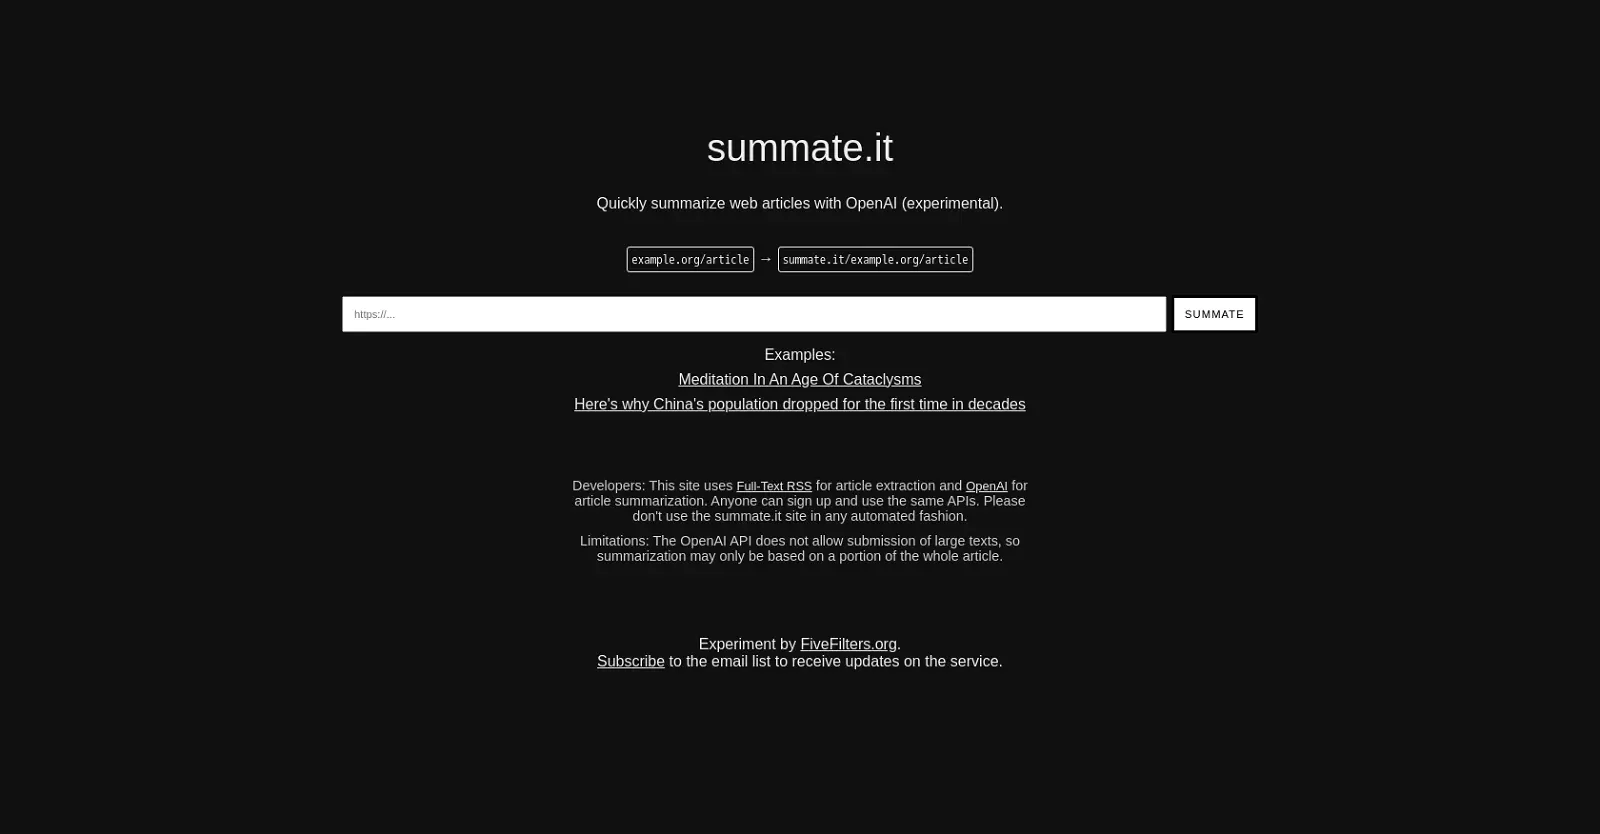 summate.it
Quickly summarize web articles with OpenAI (experimental).
example.org/article → summate.it/example.org/article
https://... SUMMATE
Examples:
Meditation In An Age Of Cataclysms
Here's why China's population dropped for the first time in decades
Developers: This site uses Full-Text RSS for article extraction and OpenAI for
article summarization. Anyone can sign up and use the same APIs. Please
don't use the summate.it site in any automated fashion.
Limitations: The OpenAI API does not allow submission of large texts, so
summarization may only be based on a portion of the whole article.
Experiment by FiveFilters.org.
Subscribe to the email list to receive updates on the service.